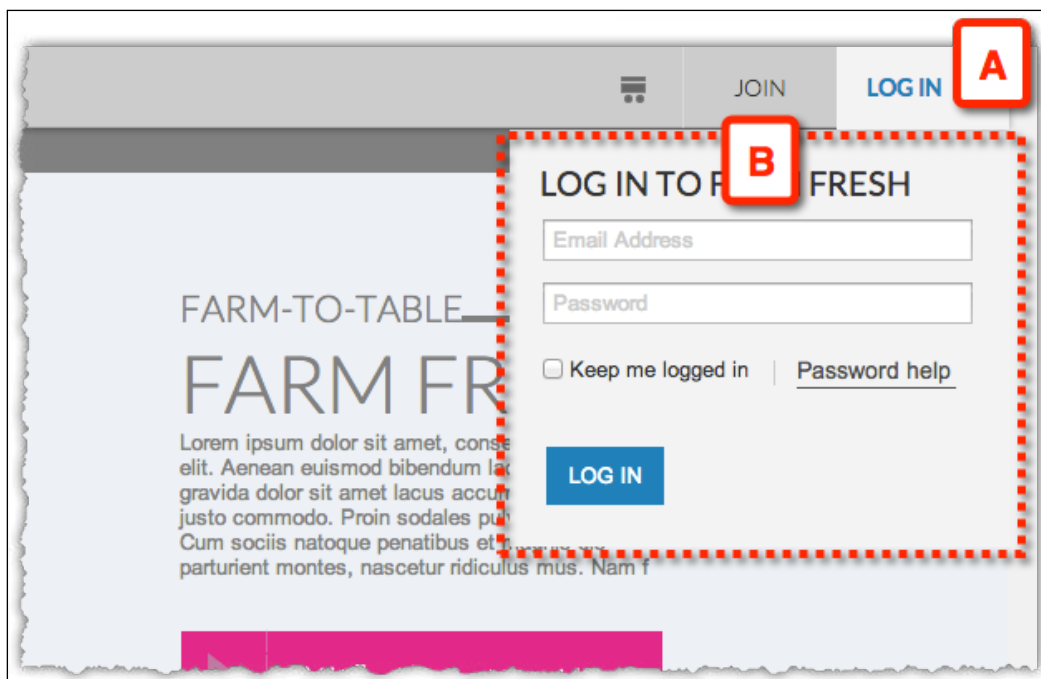 A
JOIN
LOG IN
B
LOG IN TO F FRESH
Email Address
Password
Keep me logged in
Password help
LOG IN
FARM-TO-TABLE
FARM FR
Lorem ipsum dolor sit amet, conse
elit. Aenean euismod bibendum la
gravida dolor sit amet lacus accum
justo commodo. Proin sodales pul
Cum sociis natoque penatibus et
parturient montes, nascetur ridiculus mus. Nam f